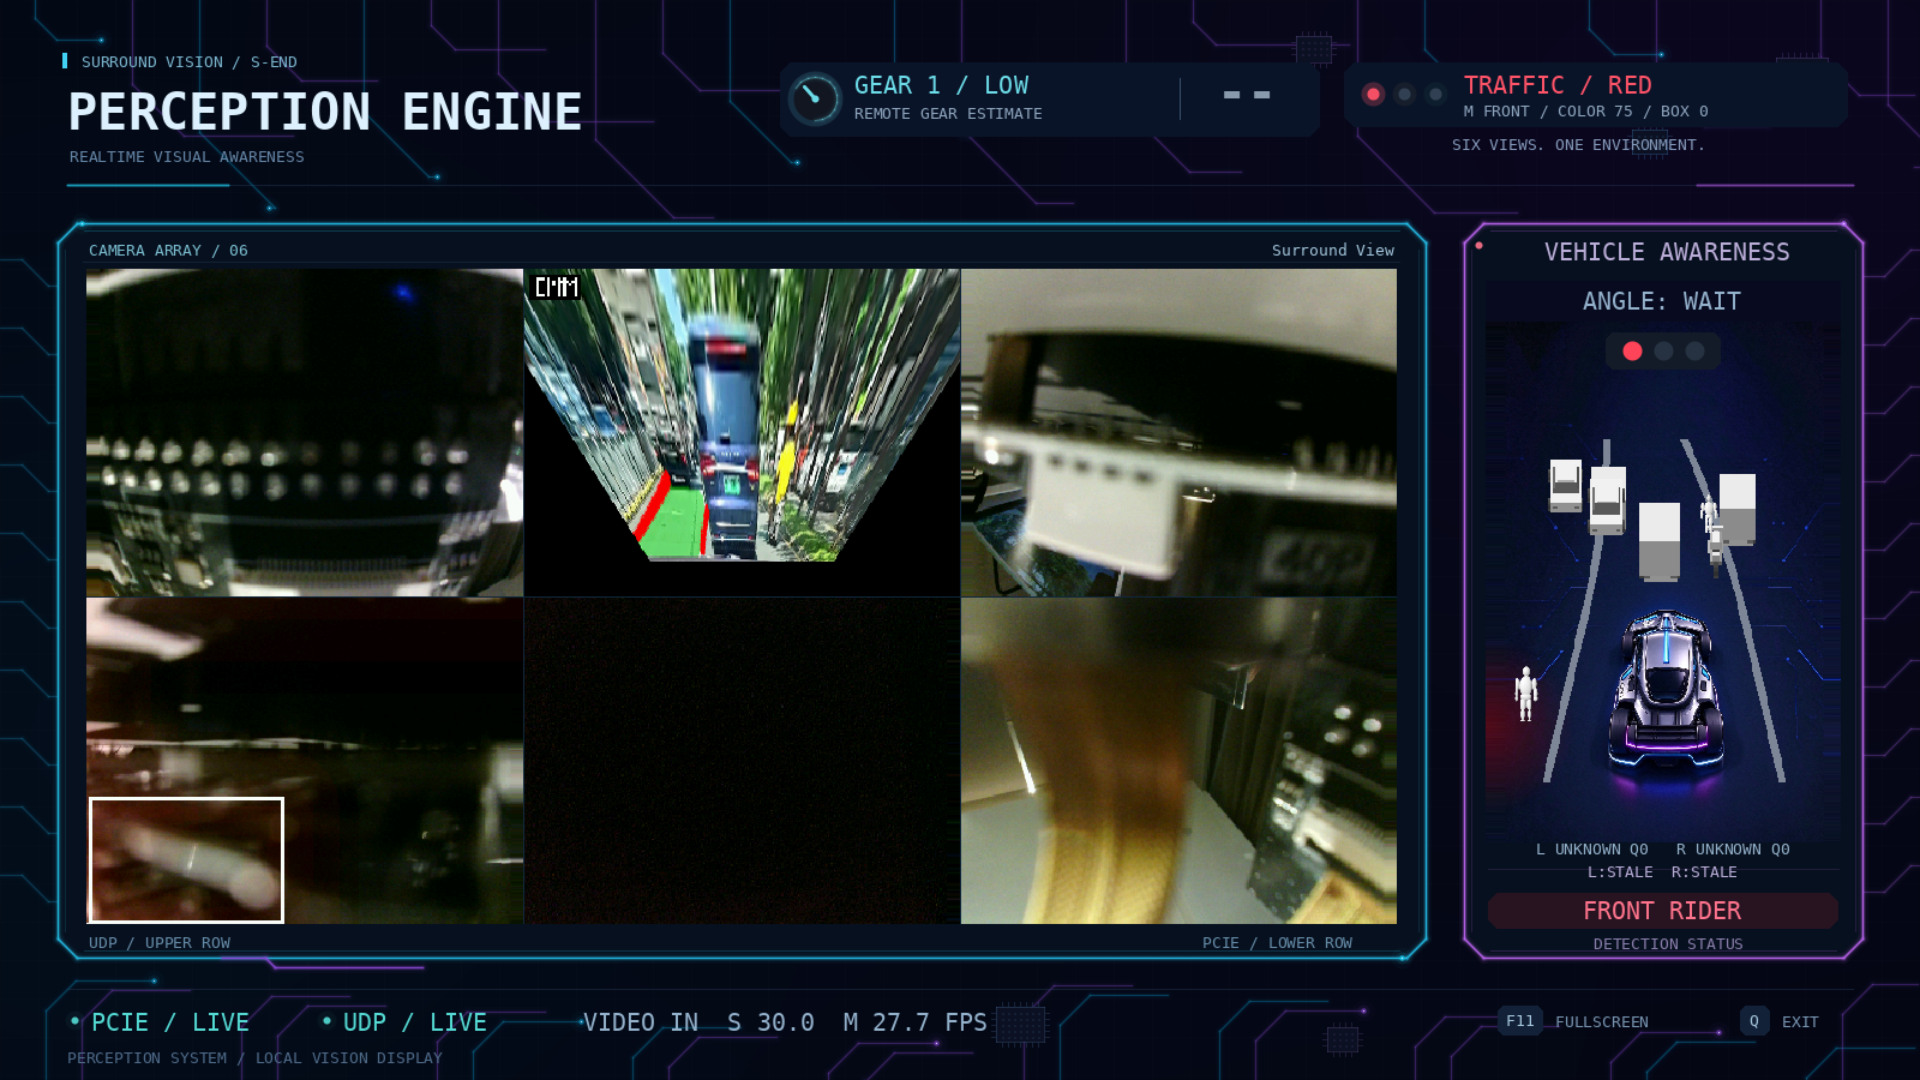 SURROUND VISION / S-END
PERCEPTION ENGINE
REALTIME VISUAL AWARENESS
GEAR 1 / LOW
REMOTE GEAR ESTIMATE
--
TRAFFIC / RED
M FRONT / COLOR 75 / BOX 0
SIX VIEWS. ONE ENVIRONMENT.
CAMERA ARRAY / 06
Surround View
UDP / UPPER ROW
PCIE / LOWER ROW
VEHICLE AWARENESS
ANGLE: WAIT
L UNKNOWN Q0 R UNKNOWN Q0
L:STALE R:STALE
FRONT RIDER
DETECTION STATUS
PCIE / LIVE
UDP / LIVE
VIDEO IN S 30.0 M 27.7 FPS
F11 FULLSCREEN
Q EXIT
PERCEPTION SYSTEM / LOCAL VISION DISPLAY